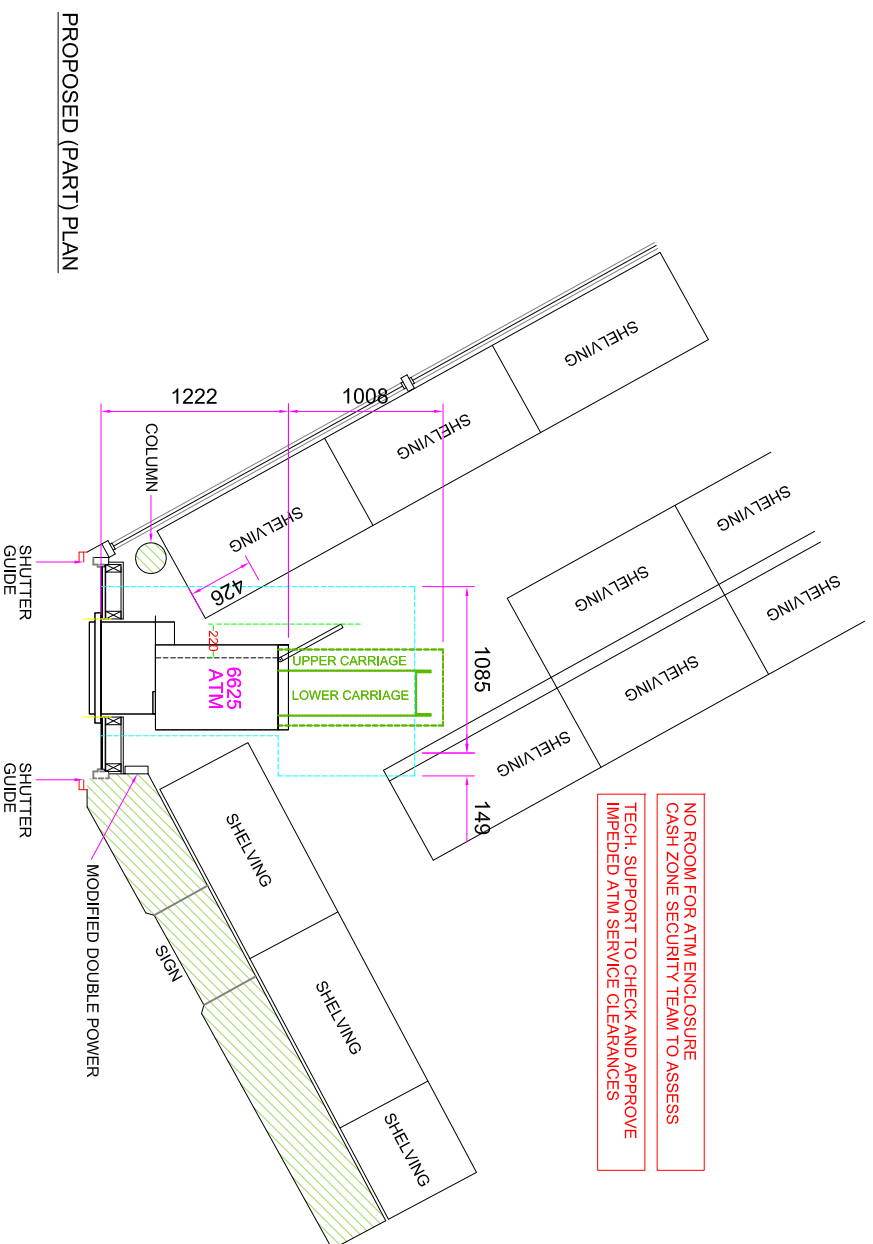 PROPOSED (PART) PLAN
SHELVING
SHELVING
SHELVING
1222
1008
COLUMN
426
SHUTTER
GUIDE
SHELVING
SHELVING
SHELVING
SHELVING
SHELVING
1085
149
220
6625
ATM
UPPER CARRIAGE
LOWER CARRIAGE
NO ROOM FOR ATM ENCLOSURE
CASH ZONE SECURITY TEAM TO ASSESS
TECH. SUPPORT TO CHECK AND APPROVE
IMPEDED ATM SERVICE CLEARANCES
SHUTTER
GUIDE
MODIFIED DOUBLE POWER
SIGN
SHELVING
SHELVING
SHELVING